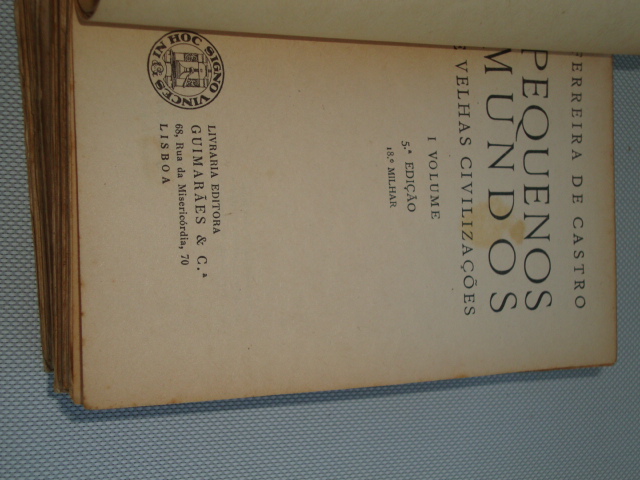 FERREIRA DE CASTRO
PEQUENOS
MUNDOS
E VELHAS CIVILIZAÇÕES
I VOLUME
5.ª EDIÇÃO
18.º MILHAR
IN HOC SIGNO VINCES
LIVRARIA EDITORA
GUIMARÃES & C.ª
68, Rua da Misericórdia, 70
LISBOA